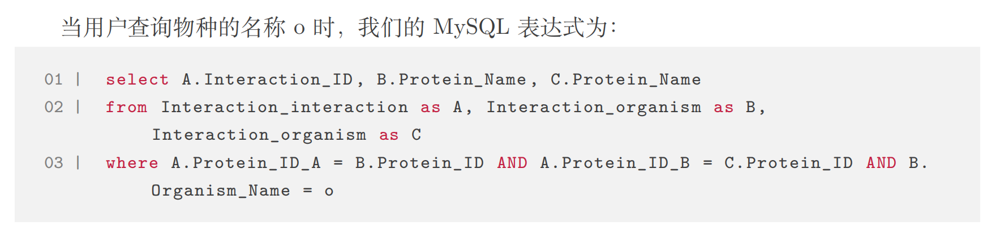 当用户查询物种的名称 o 时，我们的 MySQL 表达式为：
01 | select A.Interaction_ID, B.Protein_Name, C.Protein_Name
02 | from Interaction_interaction as A, Interaction_organism as B,
Interaction_organism as C
03 | where A.Protein_ID_A = B.Protein_ID AND A.Protein_ID_B = C.Protein_ID AND B.
Organism_Name = o